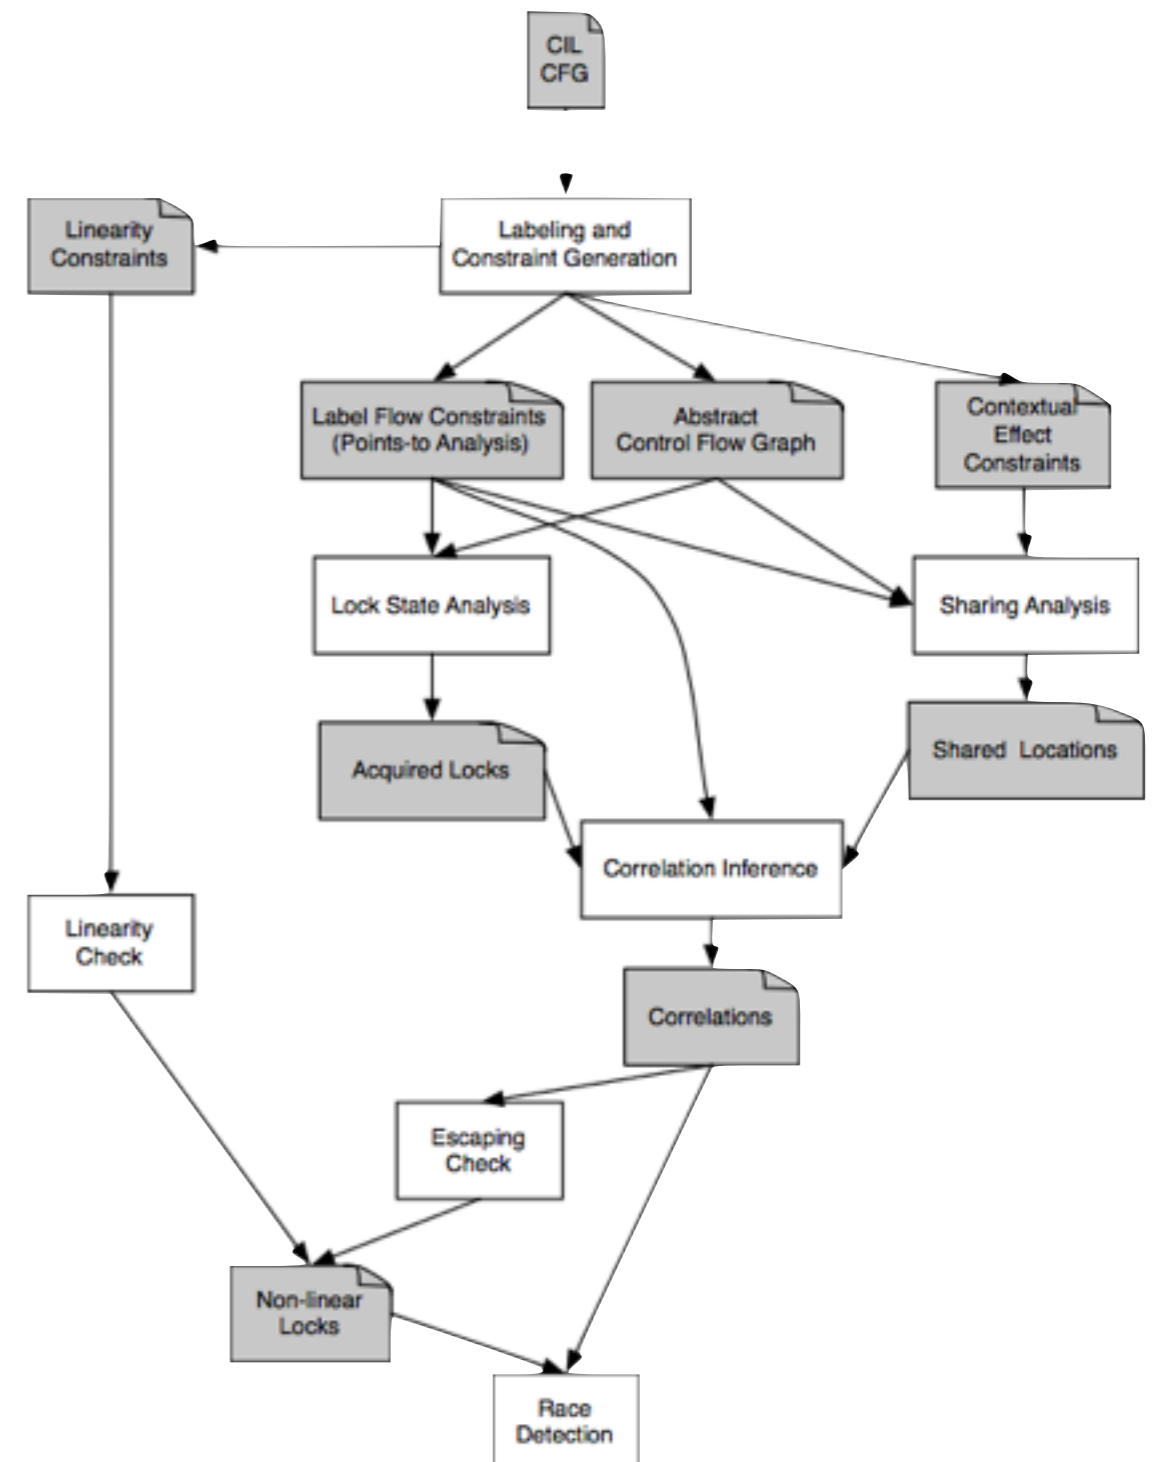 CIL
CFG
Linearity
Constraints
Labeling and
Constraint Generation
Label Flow Constraints
(Points-to Analysis)
Abstract
Control Flow Graph
Contextual
Effect
Constraints
Lock State Analysis
Sharing Analysis
Acquired Locks
Shared Locations
Correlation Inference
Linearity
Check
Correlations
Escaping
Check
Non-linear
Locks
Race
Detection